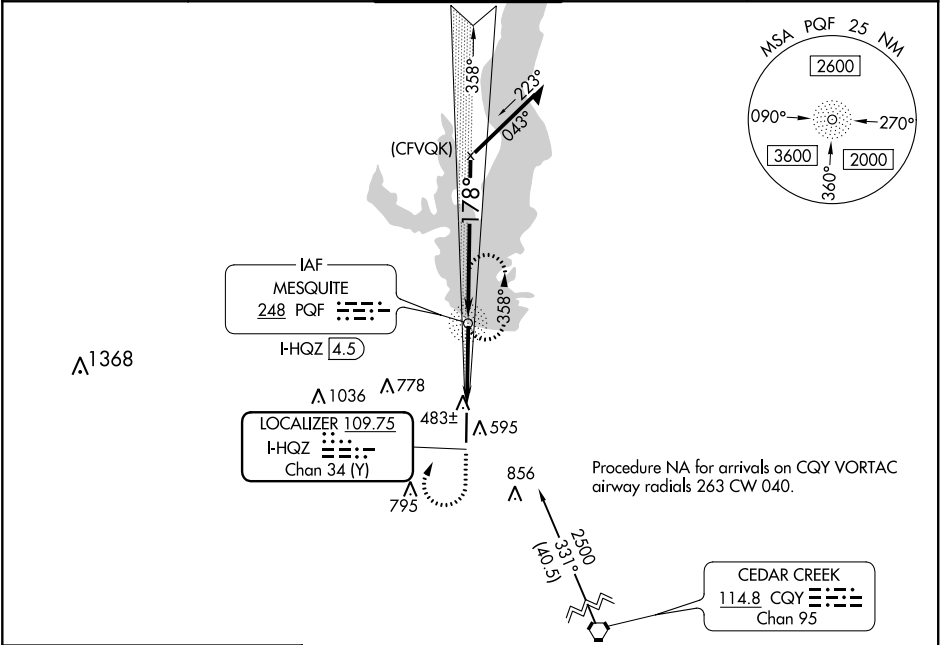 MSA PQF 25 NM
2600
090°
270°
3600
2000
360°
358°
223°
043°
(CFVQK)
178°
IAF
MESQUITE
248 PQF
358°
I-HQZ 4.5
1368
1036
778
483±
595
LOCALIZER 109.75
I-HQZ
Chan 34 (Y)
795
856
Procedure NA for arrivals on CQY VORTAC
airway radials 263 CW 040.
2500
331°
(40.5)
CEDAR CREEK
114.8 CQY
Chan 95